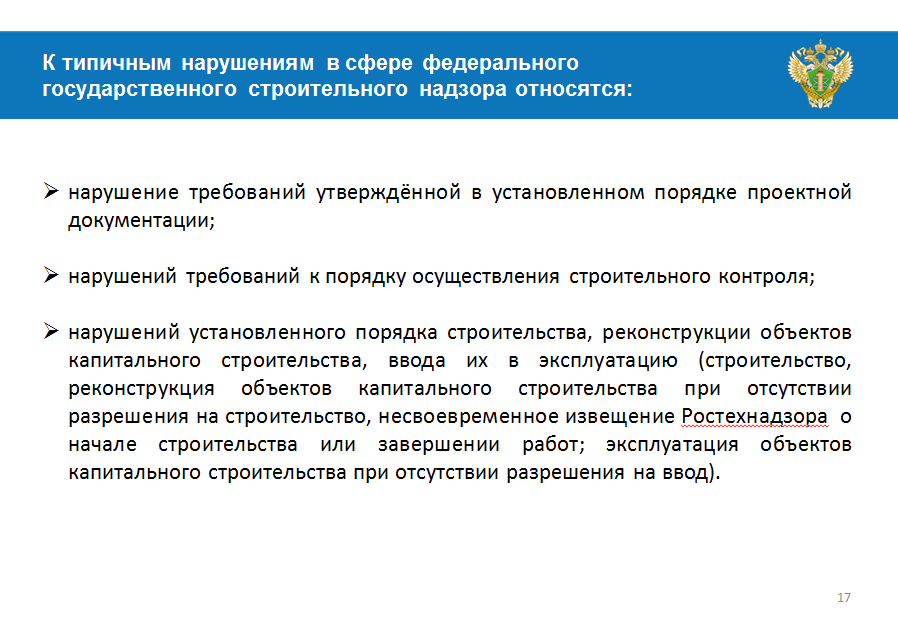 К типичным нарушениям в сфере федерального
государственного строительного надзора относятся:
нарушение требований утверждённой в установленном порядке проектной
документации;
нарушений требований к порядку осуществления строительного контроля;
нарушений установленного порядка строительства, реконструкции объектов
капитального строительства, ввода их в эксплуатацию (строительство,
реконструкция объектов капитального строительства при отсутствии
разрешения на строительство, несвоевременное извещение Ростехнадзора о
начале строительства или завершении работ; эксплуатация объектов
капитального строительства при отсутствии разрешения на ввод).
17